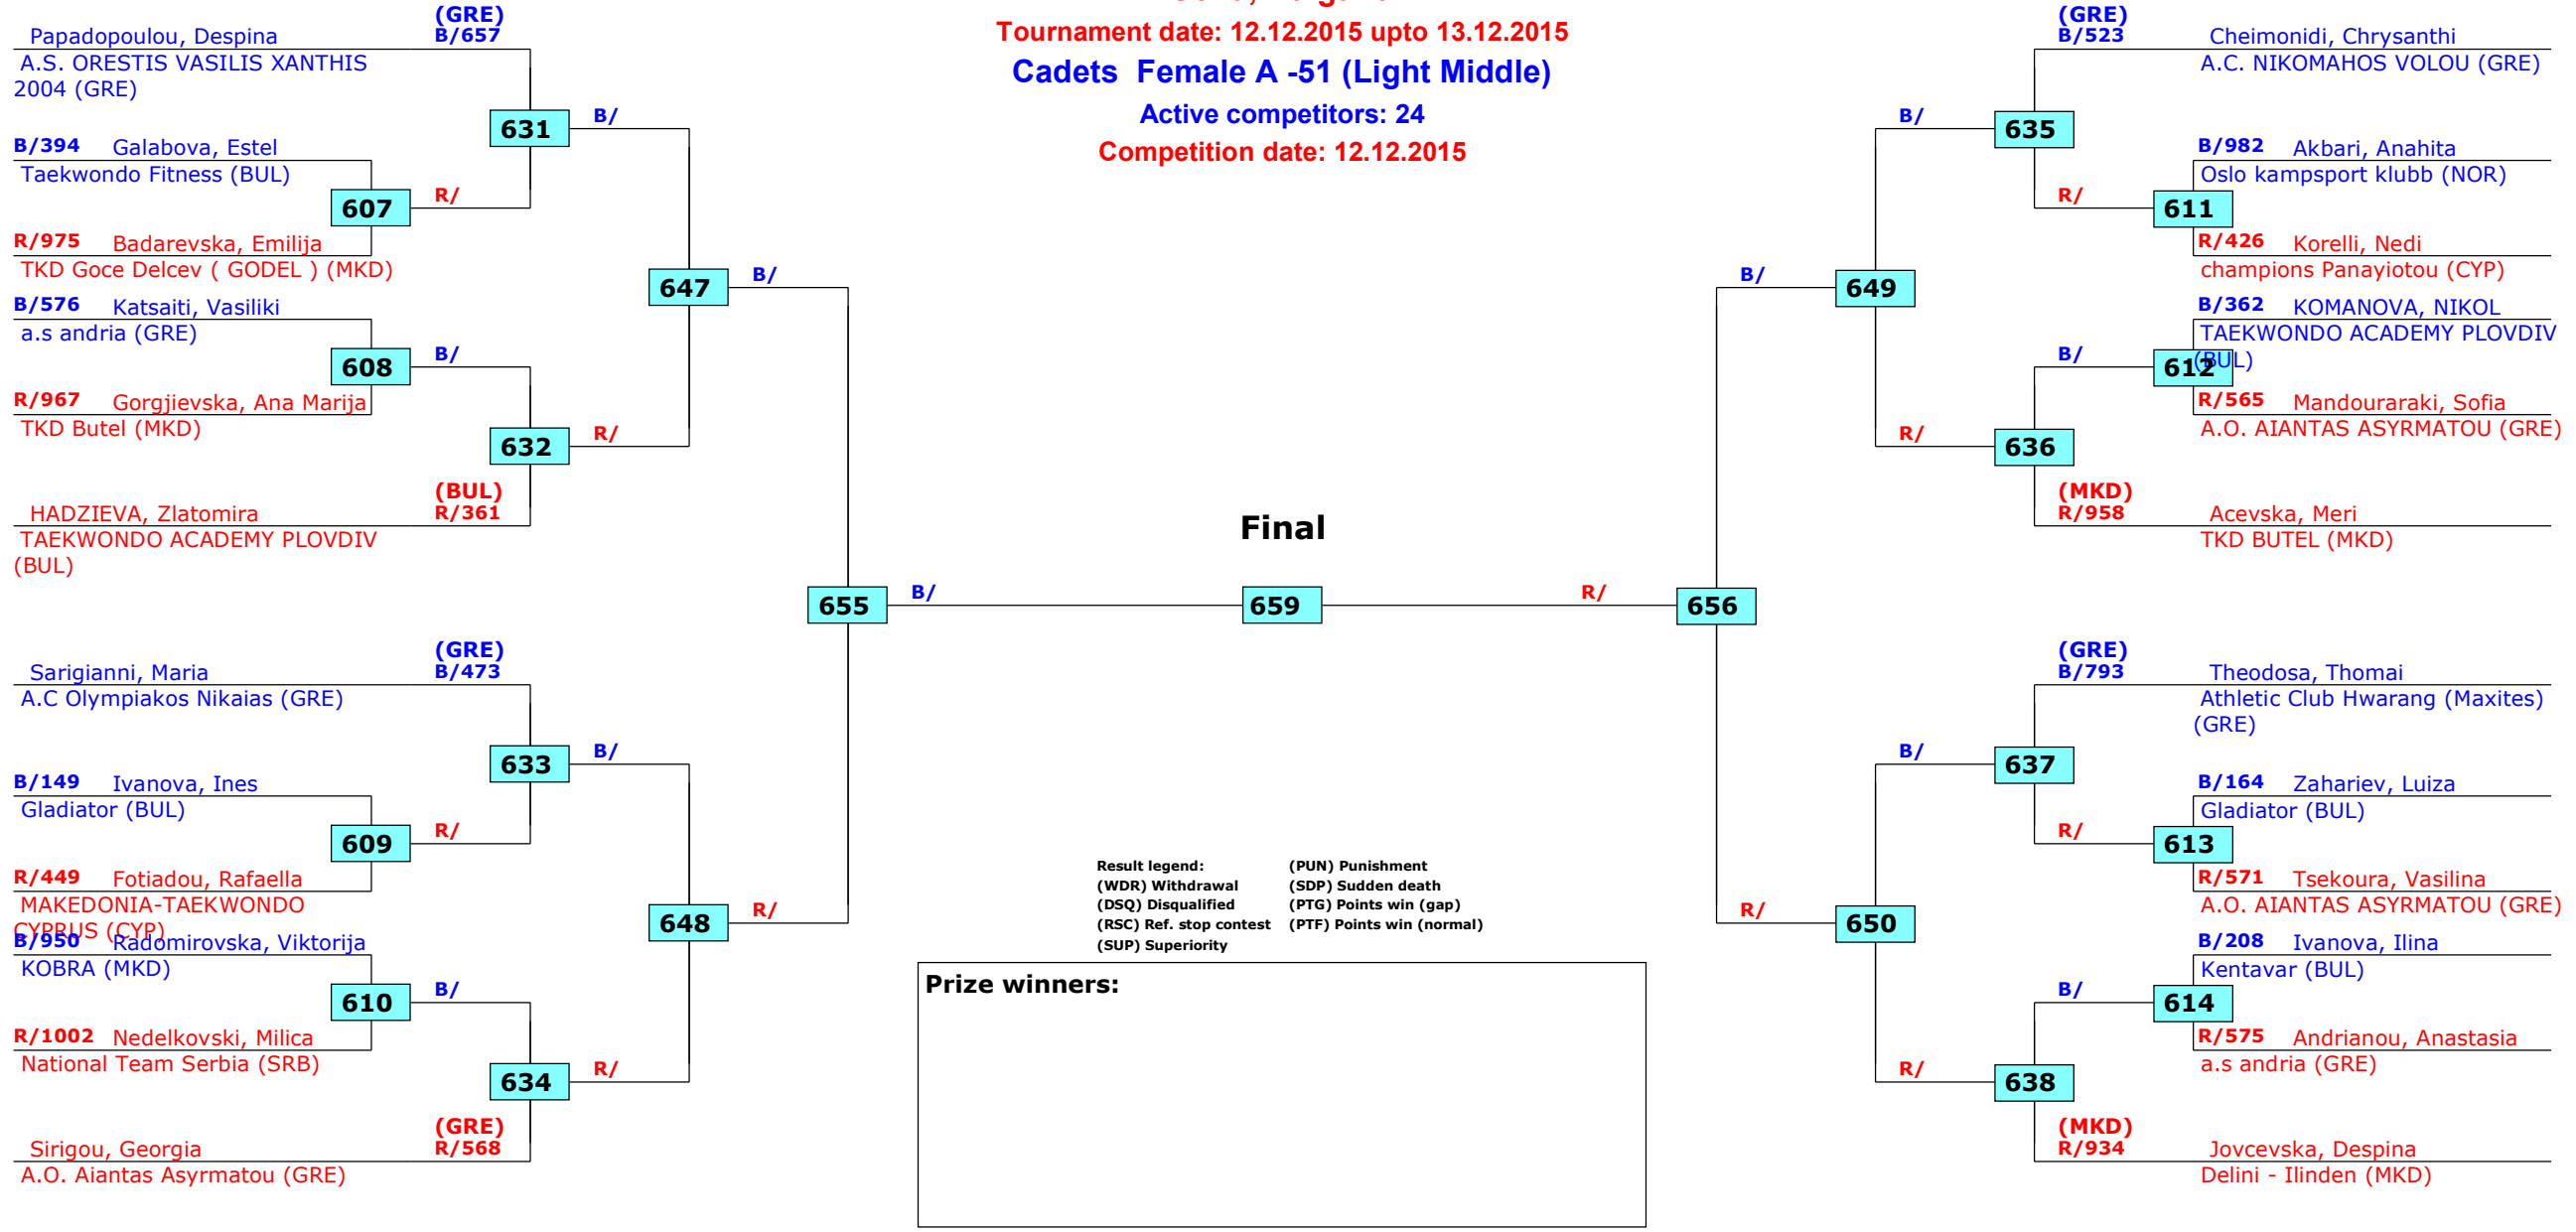 Tournament date: 12.12.2015 upto 13.12.2015
Cadets Female A -51 (Light Middle)
Active competitors: 24
Competition date: 12.12.2015
(GRE)
Papadopoulou, Despina B/657
A.S. ORESTIS VASILIS XANTHIS
2004 (GRE)
631 B/
B/394 Galabova, Estel
Taekwondo Fitness (BUL)
607 R/
R/975 Badarevska, Emilija
TKD Goce Delcev ( GODEL ) (MKD)
647 B/
B/576 Katsaiti, Vasiliki
a.s andria (GRE)
608 B/
R/967 Gorgjievska, Ana Marija
TKD Butel (MKD)
632 R/
(BUL)
HADZIEVA, Zlatomira R/361
TAEKWONDO ACADEMY PLOVDIV
(BUL)
655 B/
(GRE)
Sarigianni, Maria B/473
A.C Olympiakos Nikaias (GRE)
633 B/
B/149 Ivanova, Ines
Gladiator (BUL)
609 R/
R/449 Fotiadou, Rafaella
MAKEDONIA-TAEKWONDO
CYPRUS (CYP)
648 R/
B/950 Radomirovska, Viktorija
KOBRA (MKD)
610 B/
R/1002 Nedelkovski, Milica
National Team Serbia (SRB)
634 R/
(GRE)
Sirigou, Georgia R/568
A.O. Aiantas Asyrmatou (GRE)
Final
659
R/ 656
(GRE)
B/523 Cheimonidi, Chrysanthi
A.C. NIKOMAHOS VOLOU (GRE)
B/ 635
B/982 Akbari, Anahita
Oslo kampsport klubb (NOR)
R/ 611
R/426 Korelli, Nedi
champions Panayiotou (CYP)
B/ 649
B/362 KOMANOVA, NIKOL
TAEKWONDO ACADEMY PLOVDIV
(BUL)
B/ 612
R/565 Mandouraraki, Sofia
A.O. AIANTAS ASYRMATOU (GRE)
R/ 636
(MKD)
R/958 Acevska, Meri
TKD BUTEL (MKD)
(GRE)
B/793 Theodosa, Thomai
Athletic Club Hwarang (Maxites)
(GRE)
B/ 637
B/164 Zahariev, Luiza
Gladiator (BUL)
R/ 613
R/571 Tsekoura, Vasilina
A.O. AIANTAS ASYRMATOU (GRE)
R/ 650
B/208 Ivanova, Ilina
Kentavar (BUL)
B/ 614
R/575 Andrianou, Anastasia
a.s andria (GRE)
R/ 638
(MKD)
R/934 Jovcevska, Despina
Delini - Ilinden (MKD)
Result legend: (PUN) Punishment
(WDR) Withdrawal (SDP) Sudden death
(DSQ) Disqualified (PTG) Points win (gap)
(RSC) Ref. stop contest (PTF) Points win (normal)
(SUP) Superiority
Prize winners: